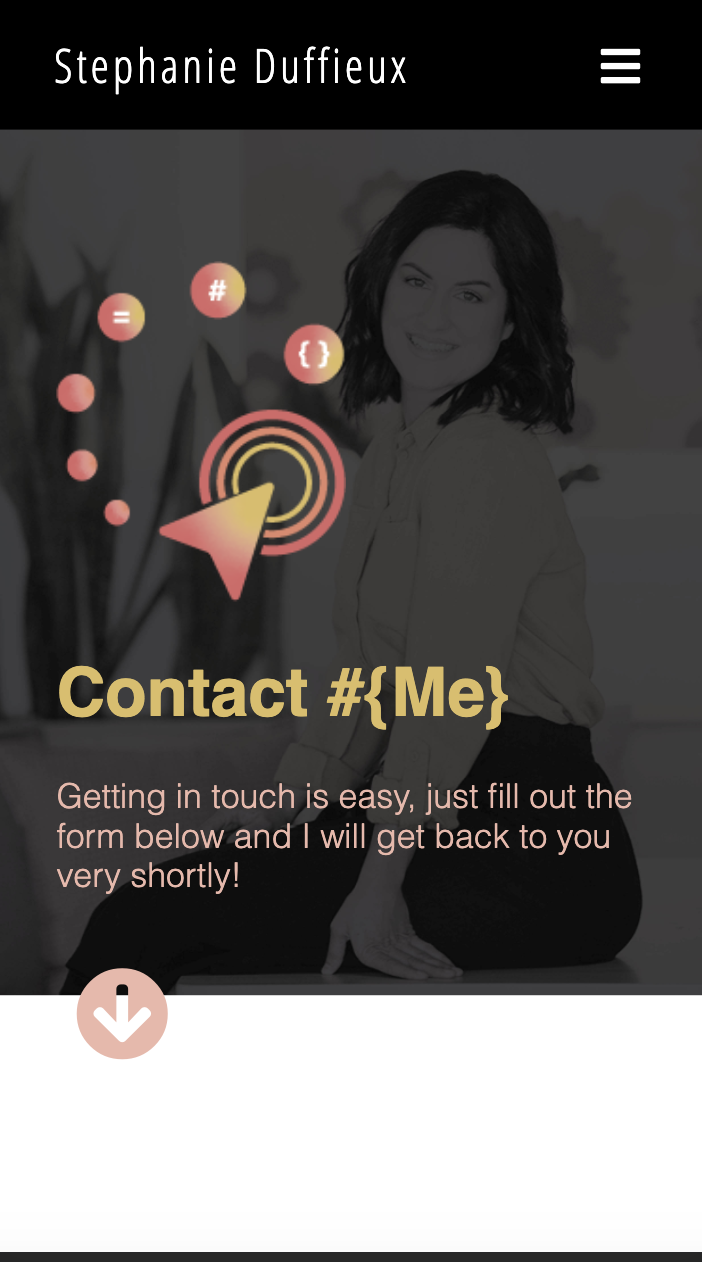 Stephanie Duffieux
#
=
{ }
Contact #{Me}
Getting in touch is easy, just fill out the
form below and I will get back to you
very shortly!